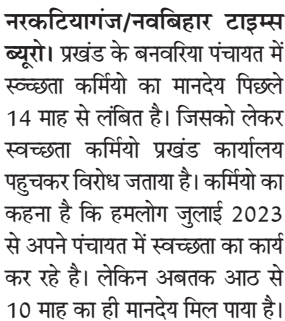 नरकटियागंज/नवबिहार टाइम्स
ब्यूरो। प्रखंड के बनवरिया पंचायत में
स्च्छता कर्मियो का मानदेय पिछले
14 माह से लंबित है। जिसको लेकर
स्वच्छता कर्मियो प्रखंड कार्यालय
पहुचकर विरोध जताया है। कर्मियो का
कहना है कि हमलोग जुलाई 2023
से अपने पंचायत में स्वच्छता का कार्य
कर रहे है। लेकिन अबतक आठ से
10 माह का ही मानदेय मिल पाया है।